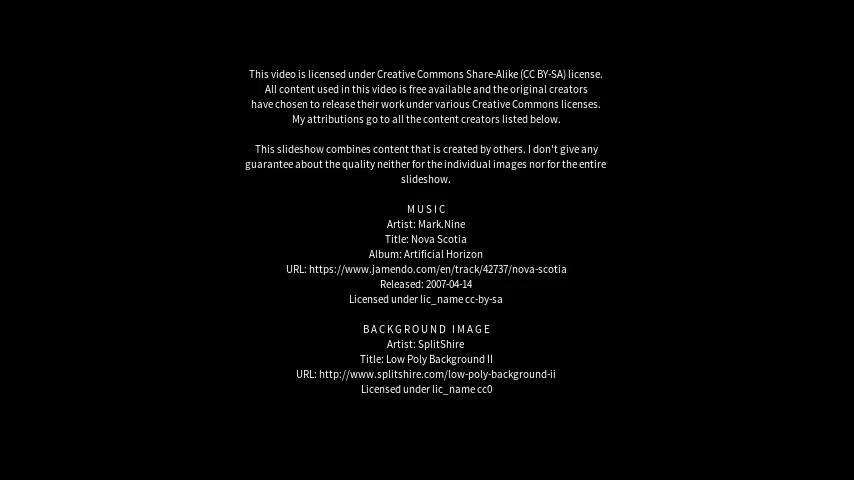 This video is licensed under Creative Commons Share-Alike (CC BY-SA) license.
All content used in this video is free available and the original creators
have chosen to release their work under various Creative Commons licenses.
My attributions go to all the content creators listed below.
This slideshow combines content that is created by others. I don't give any
guarantee about the quality neither for the individual images nor for the entire
slideshow.
MUSIC
Artist: Mark.Nine
Title: Nova Scotia
Album: Artificial Horizon
URL: https://www.jamendo.com/en/track/42737/nova-scotia
Released: 2007-04-14
Licensed under lic_name cc-by-sa
BACKGROUND IMAGE
Artist: SplitShire
Title: Low Poly Background II
URL: http://www.splitshire.com/low-poly-background-ii
Licensed under lic_name cc0